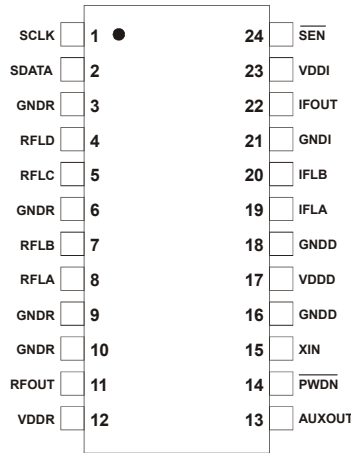 SCLK 1 24 S̅E̅N̅
SDATA 2 23 VDDI
GNDR 3 22 IFOUT
RFLD 4 21 GNDI
RFLC 5 20 IFLB
GNDR 6 19 IFLA
RFLB 7 18 GNDD
RFLA 8 17 VDDD
GNDR 9 16 GNDD
GNDR 10 15 XIN
RFOUT 11 14 P̅W̅D̅N̅
VDDR 12 13 AUXOUT